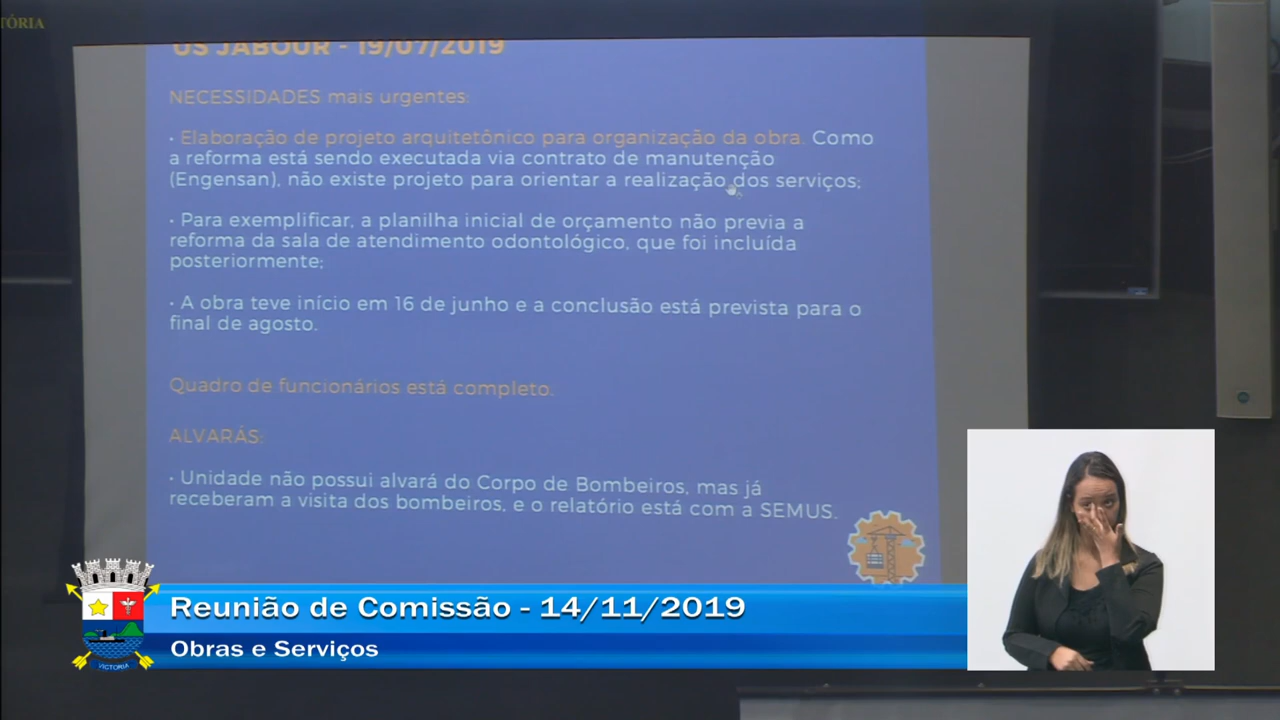 TÓRIA
US JABOUR - 19/07/2019
NECESSIDADES mais urgentes:
• Elaboração de projeto arquitetônico para organização da obra. Como
a reforma está sendo executada via contrato de manutenção
(Engensan), não existe projeto para orientar a realização dos serviços;
• Para exemplificar, a planilha inicial de orçamento não previa a
reforma da sala de atendimento odontológico, que foi incluída
posteriormente;
• A obra teve início em 16 de junho e a conclusão está prevista para o
final de agosto.
Quadro de funcionários está completo.
ALVARÁS:
• Unidade não possui alvará do Corpo de Bombeiros, mas já
receberam a visita dos bombeiros, e o relatório está com a SEMUS.
Reunião de Comissão - 14/11/2019
Obras e Serviços
VICTORIA